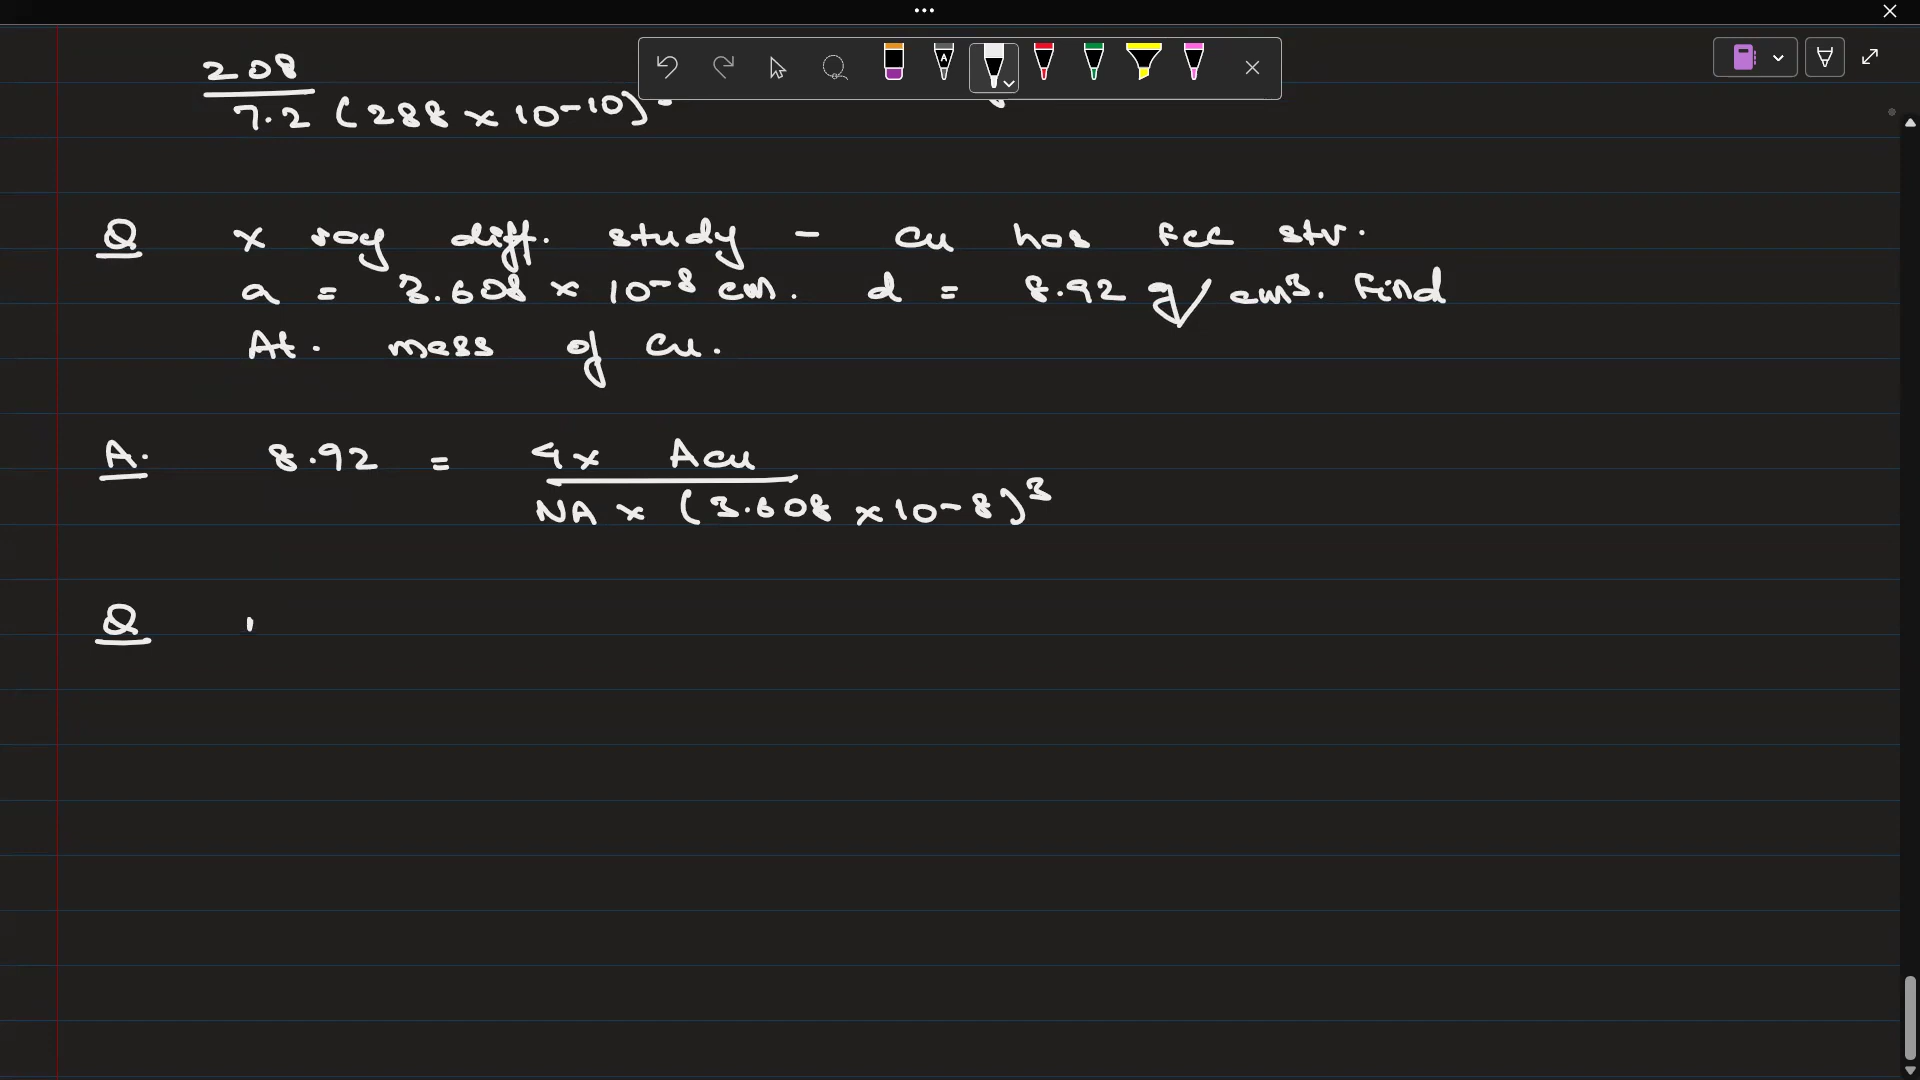 208
7.2 (288 x 10-10)
Q x ray diff. study - Cu has Fcc str.
a = 3.608 x 10-8 cm. d = 8.92 g/cm3. Find
At. mass of Cu.
A. 8.92 = 4 x ACu
NA x (3.608 x 10-8)3
Q